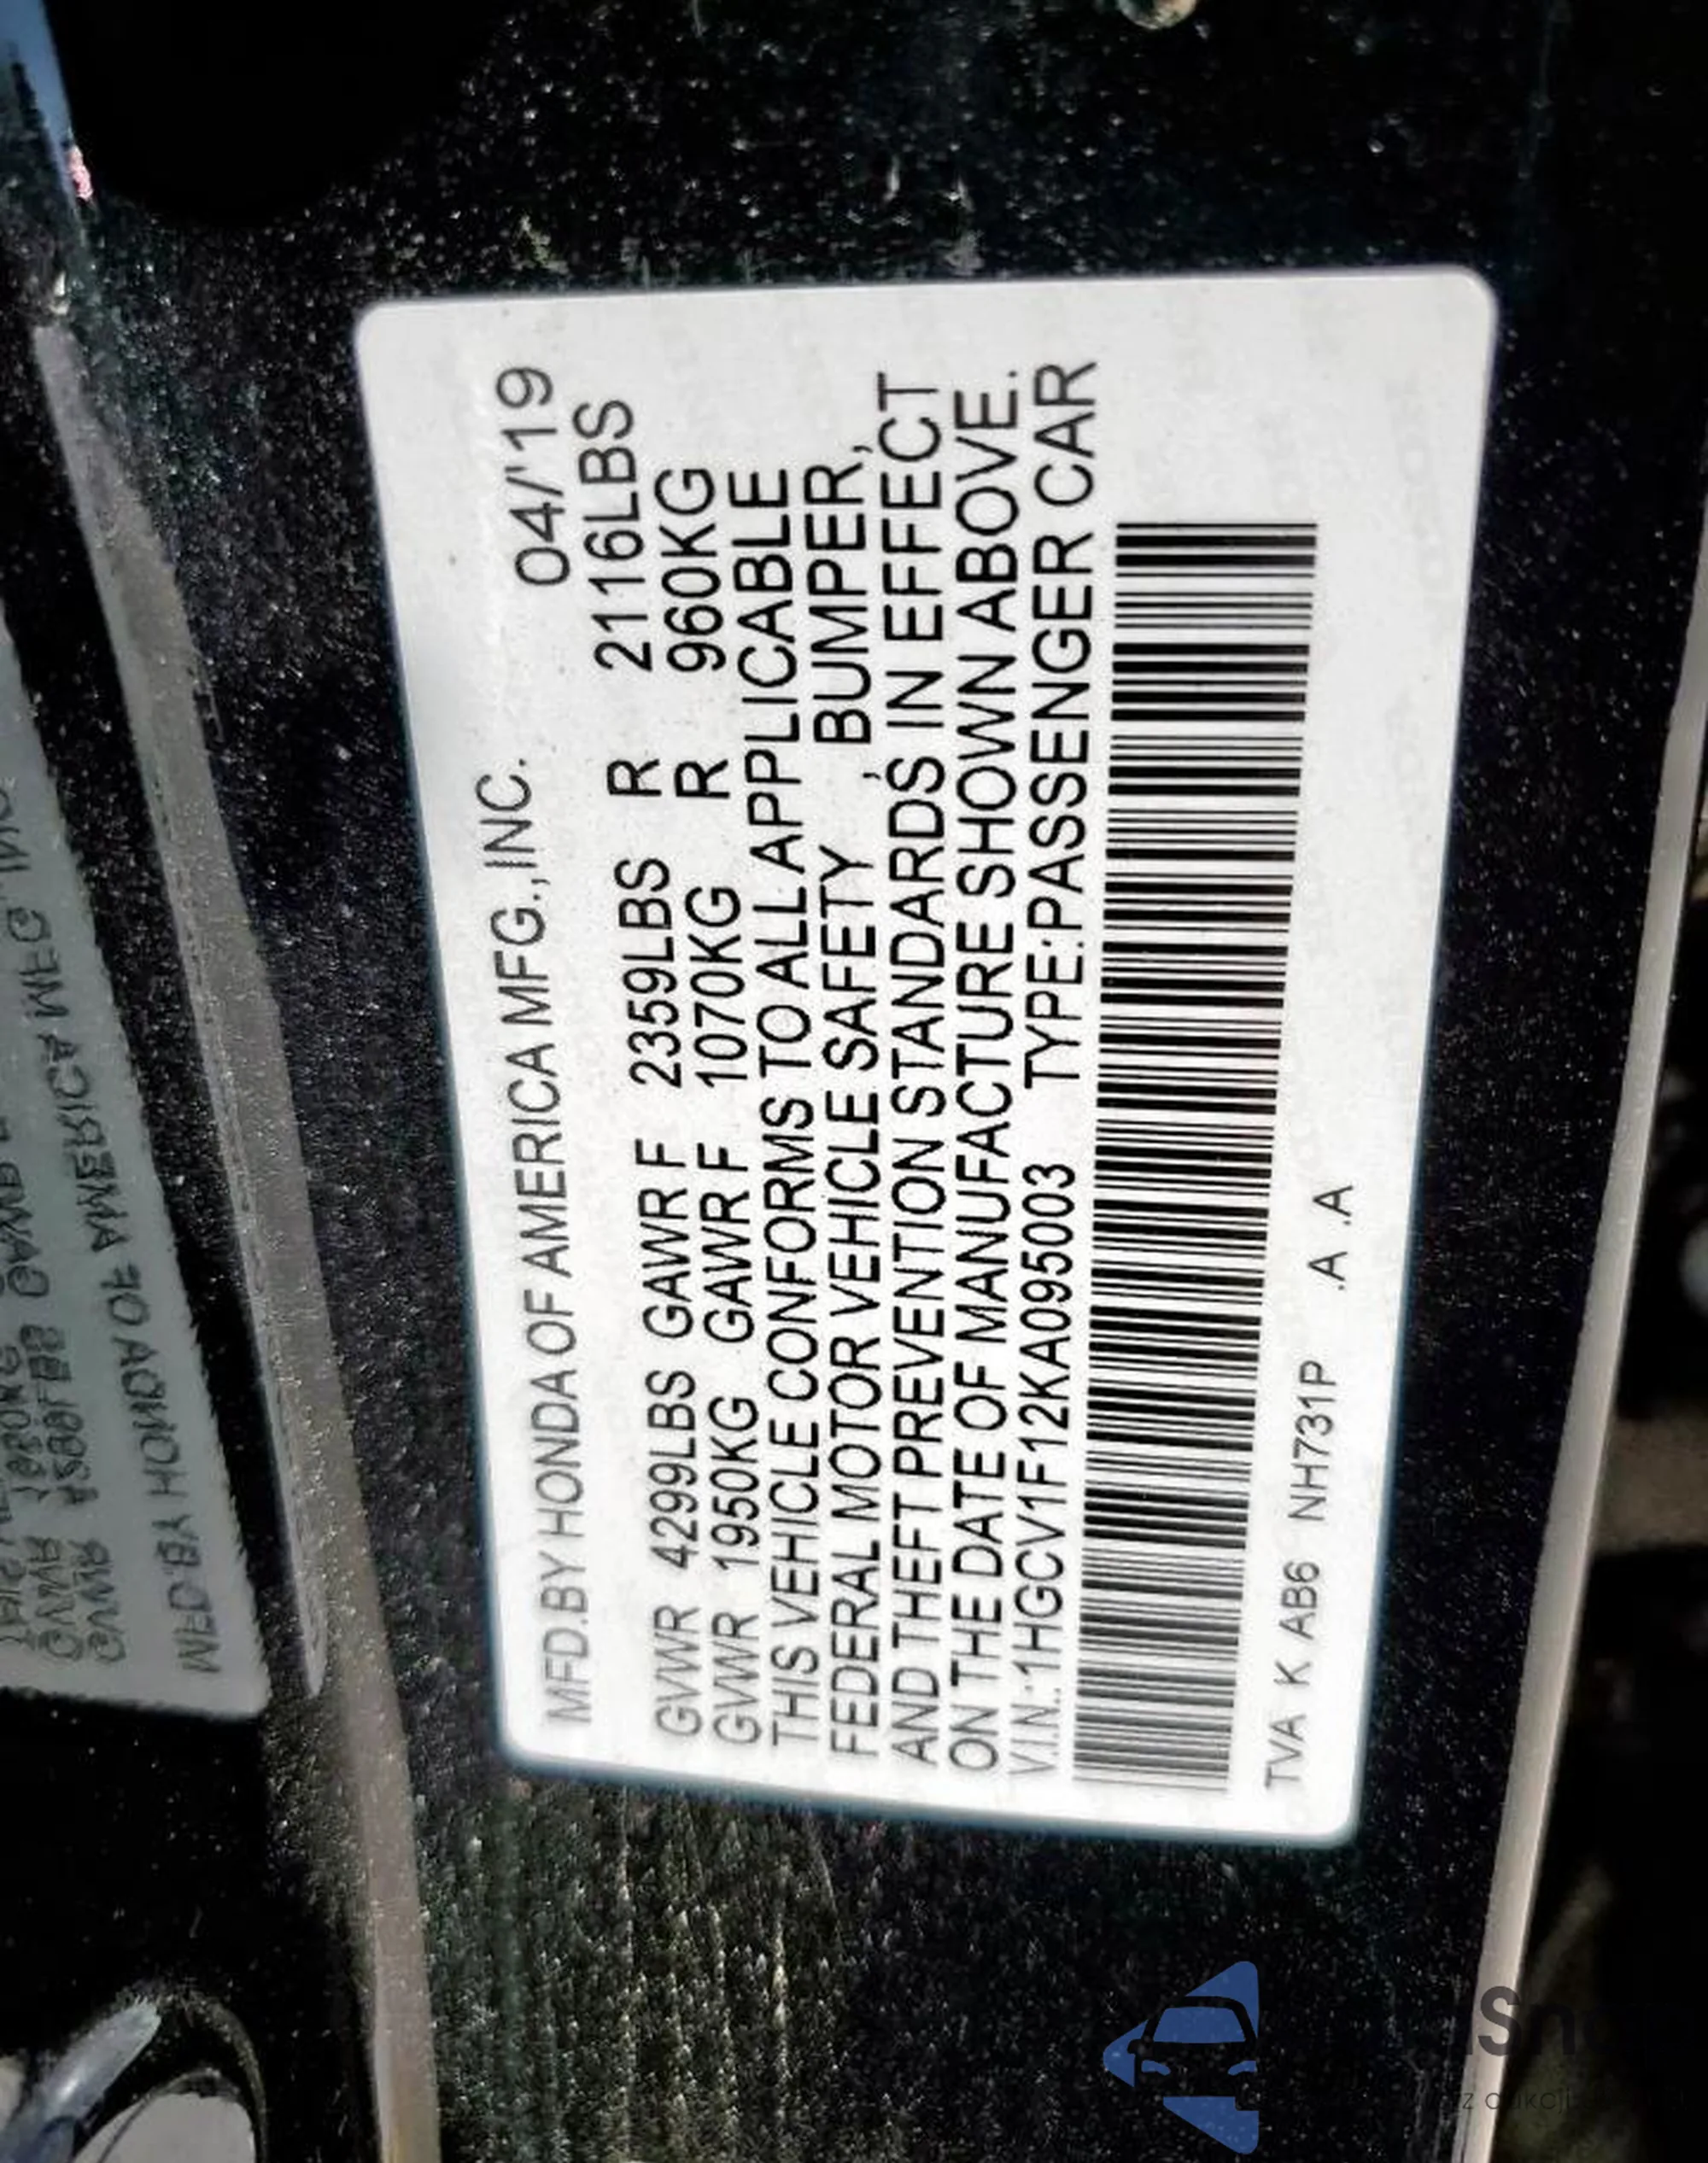 MFD.BY HONDA OF AMERICA MFG.,INC. 04/'19
GVWR 4299LBS GAWR F 2359LBS R 2116LBS
GVWR 1950KG GAWR F 1070KG R 960KG
THIS VEHICLE CONFORMS TO ALL APPLICABLE
FEDERAL MOTOR VEHICLE SAFETY , BUMPER,
AND THEFT PREVENTION STANDARDS, IN EFFECT
ON THE DATE OF MANUFACTURE SHOWN ABOVE.
V.I.N.:1HGCV1F12KA095003 TYPE:PASSENGER CAR
TVA K AB6 NH731P .A .A